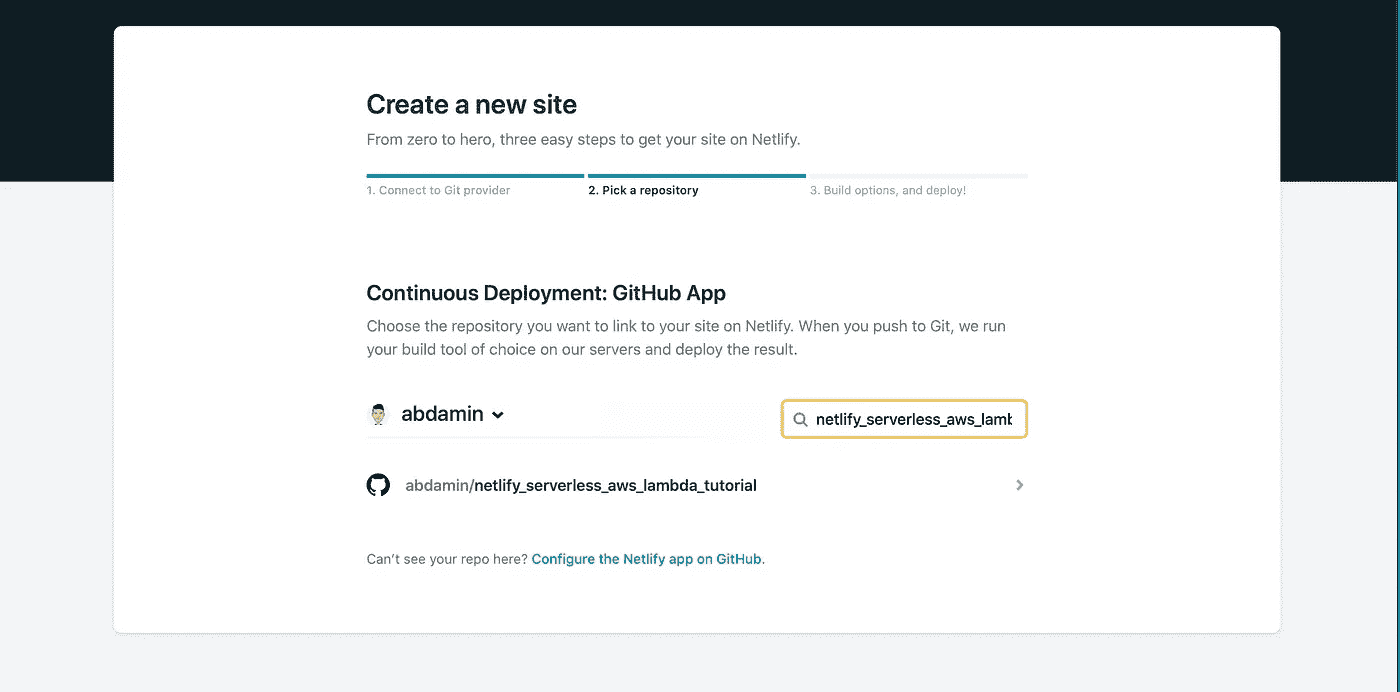 Create a new site
From zero to hero, three easy steps to get your site on Netlify.
1. Connect to Git provider
2. Pick a repository
3. Build options, and deploy!
Continuous Deployment: GitHub App
Choose the repository you want to link to your site on Netlify. When you push to Git, we run
your build tool of choice on our servers and deploy the result.
abdamin
netlify_serverless_aws_lamb
abdamin/netlify_serverless_aws_lambda_tutorial
Can't see your repo here? Configure the Netlify app on GitHub.